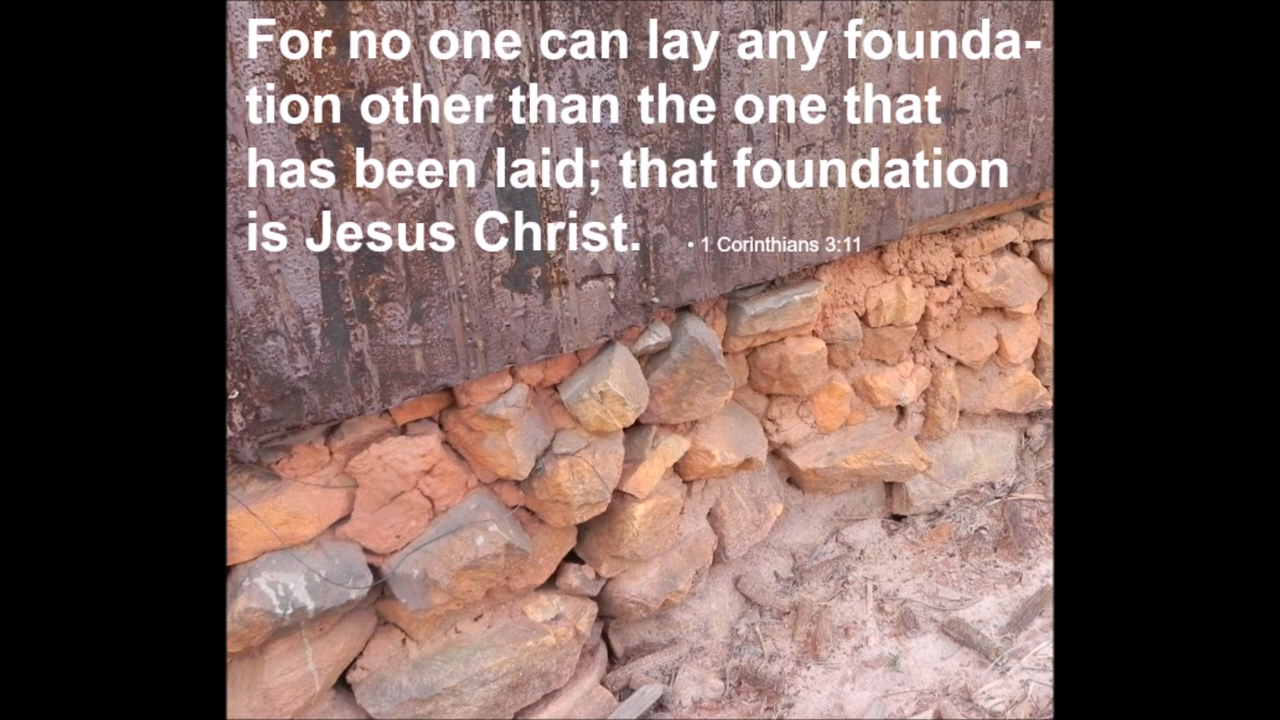 For no one can lay any founda-
tion other than the one that
has been laid; that foundation
is Jesus Christ. • 1 Corinthians 3:11